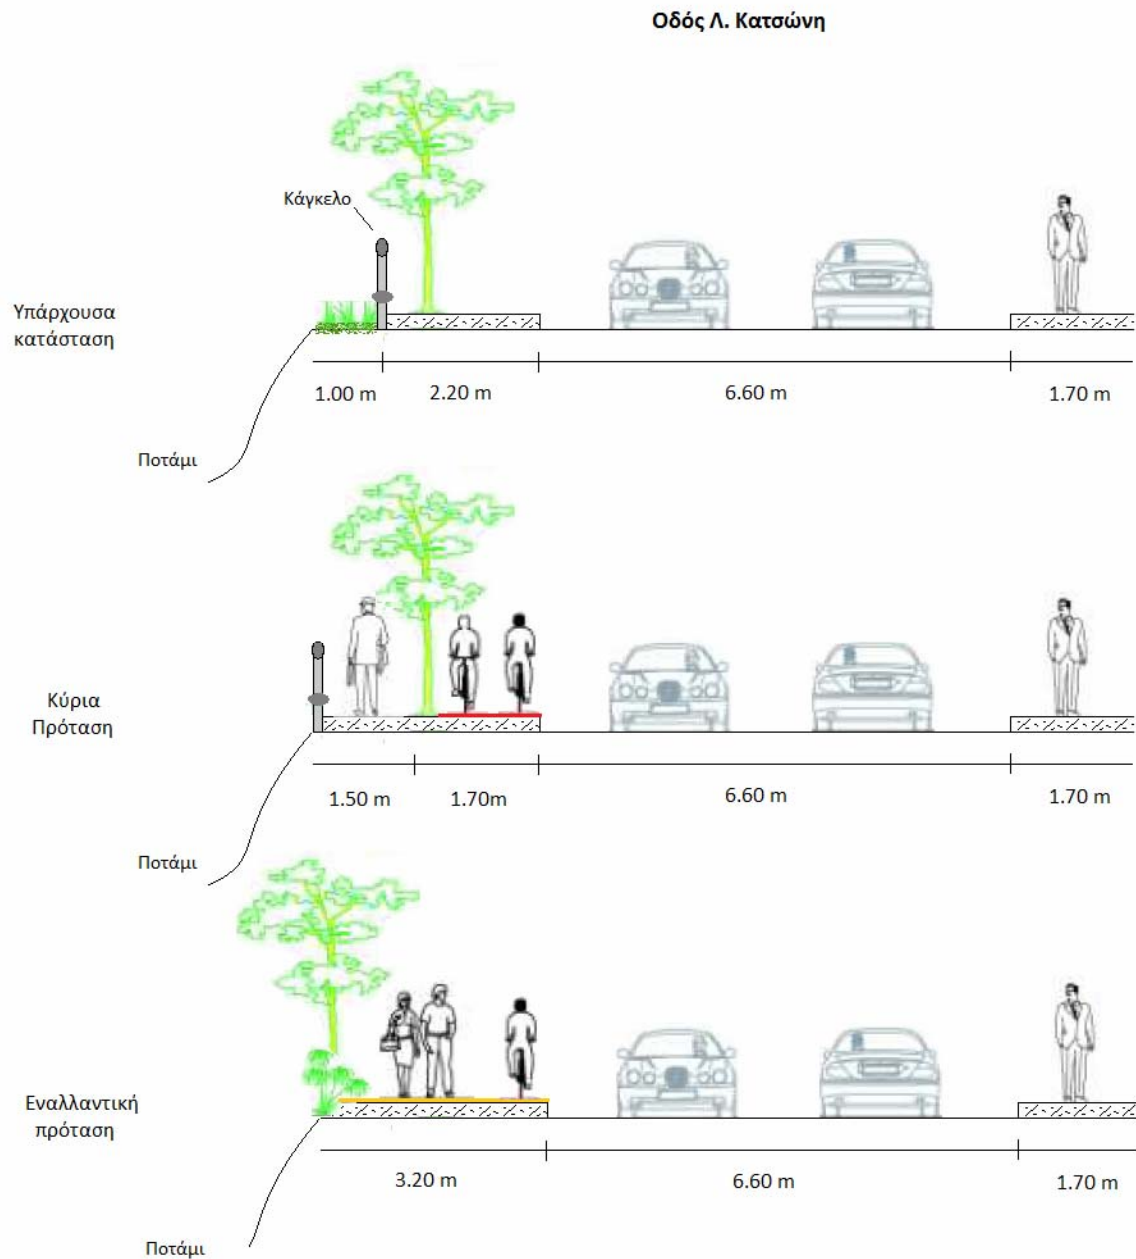 Οδός Λ. Κατσώνη
Κάγκελο
Υπάρχουσα
κατάσταση
1.00 m 2.20 m 6.60 m 1.70 m
Ποτάμι
Κύρια
Πρόταση
1.50 m 1.70m 6.60 m 1.70 m
Ποτάμι
Εναλλαντική
πρόταση
3.20 m 6.60 m 1.70 m
Ποτάμι